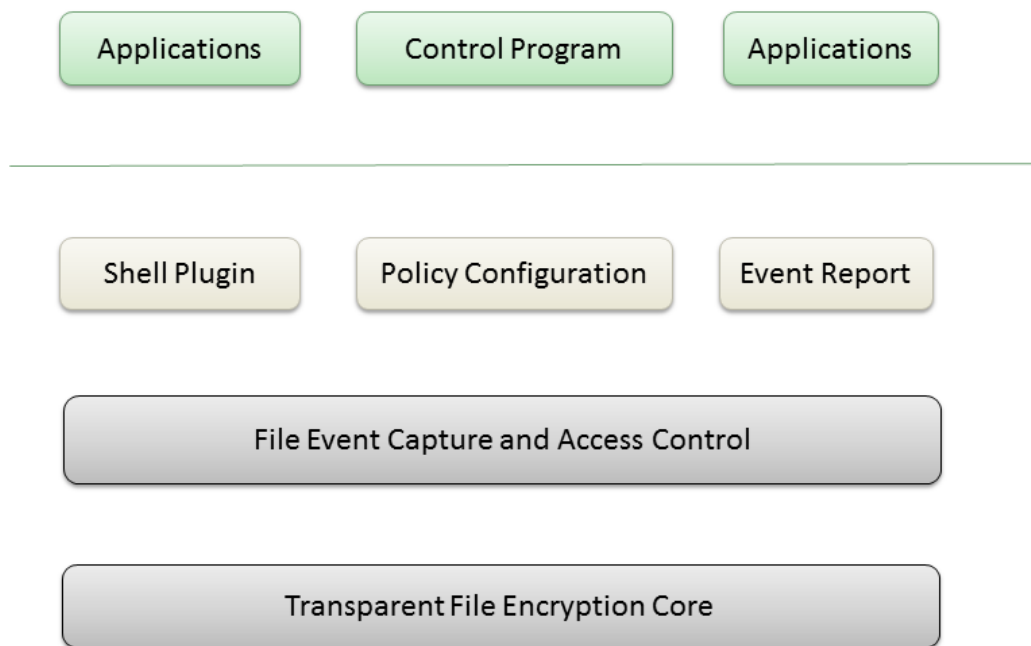 Applications
Control Program
Applications
Shell Plugin
Policy Configuration
Event Report
File Event Capture and Access Control
Transparent File Encryption Core